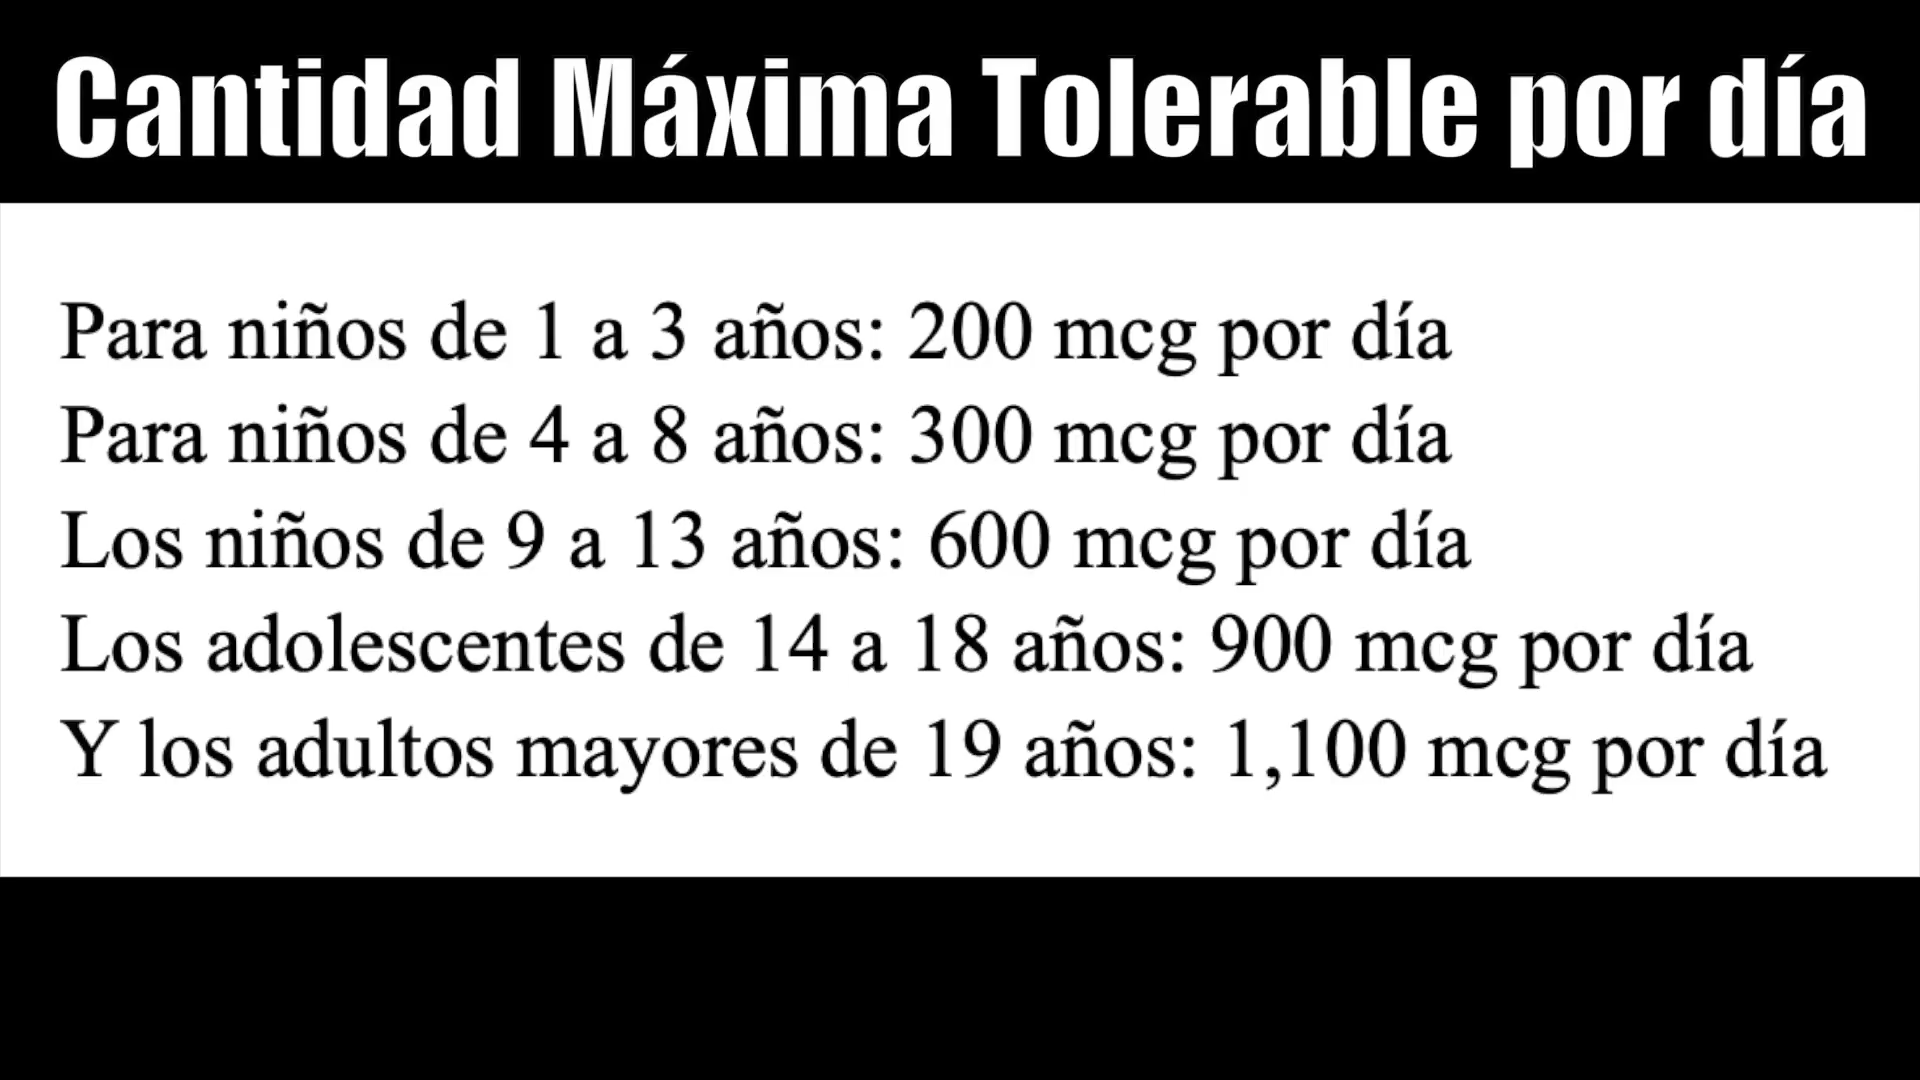 Cantidad Máxima Tolerable por día
Para niños de 1 a 3 años: 200 mcg por día
Para niños de 4 a 8 años: 300 mcg por día
Los niños de 9 a 13 años: 600 mcg por día
Los adolescentes de 14 a 18 años: 900 mcg por día
Y los adultos mayores de 19 años: 1,100 mcg por día